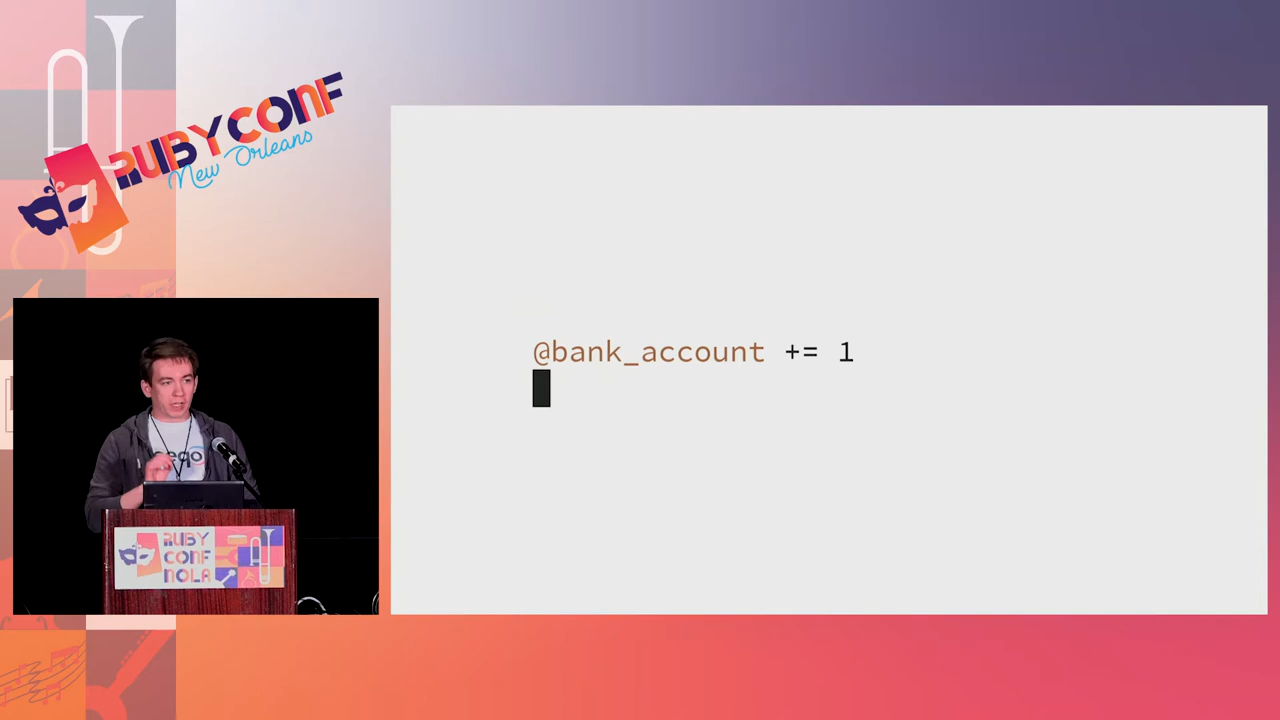 RUBYCONF
New Orleans
@bank_account += 1
RUBY
CONF
NOLA